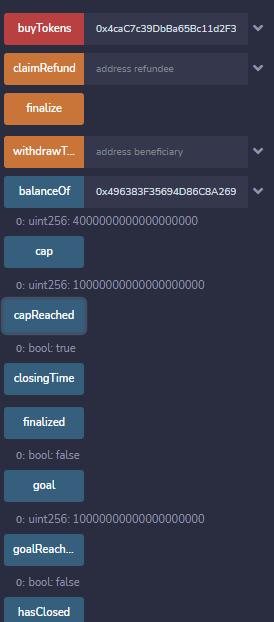 buyTokens 0x4caC7c39DbBa65Bc11d2F3
claimRefund address refundee
finalize
withdrawT... address beneficiary
balanceOf 0x496383F35694D86C8A269
0: uint256: 4000000000000000000
cap
0: uint256: 10000000000000000000
capReached
0: bool: true
closingTime
finalized
0: bool: false
goal
0: uint256: 10000000000000000000
goalReach...
0: bool: false
hasClosed